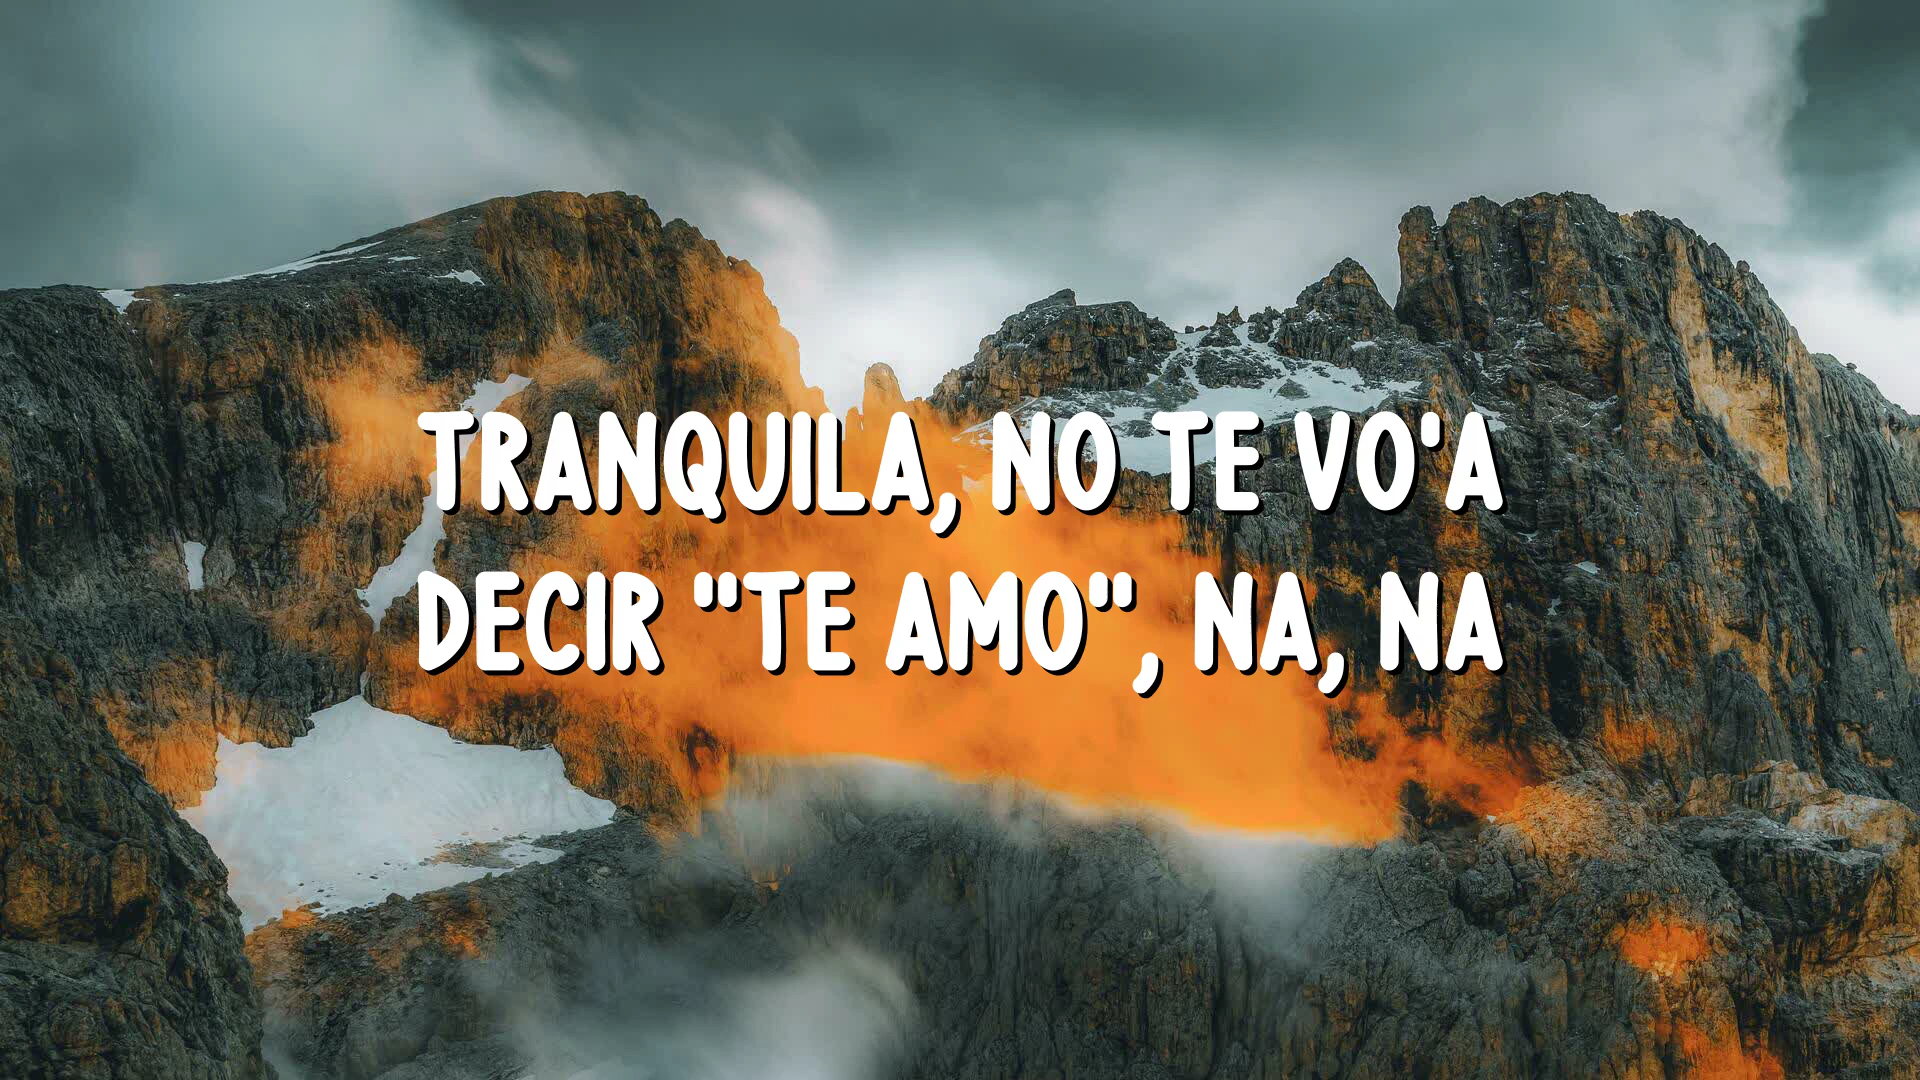 TRANQUILA, NO TE VO'A
DECIR "TE AMO", NA, NA